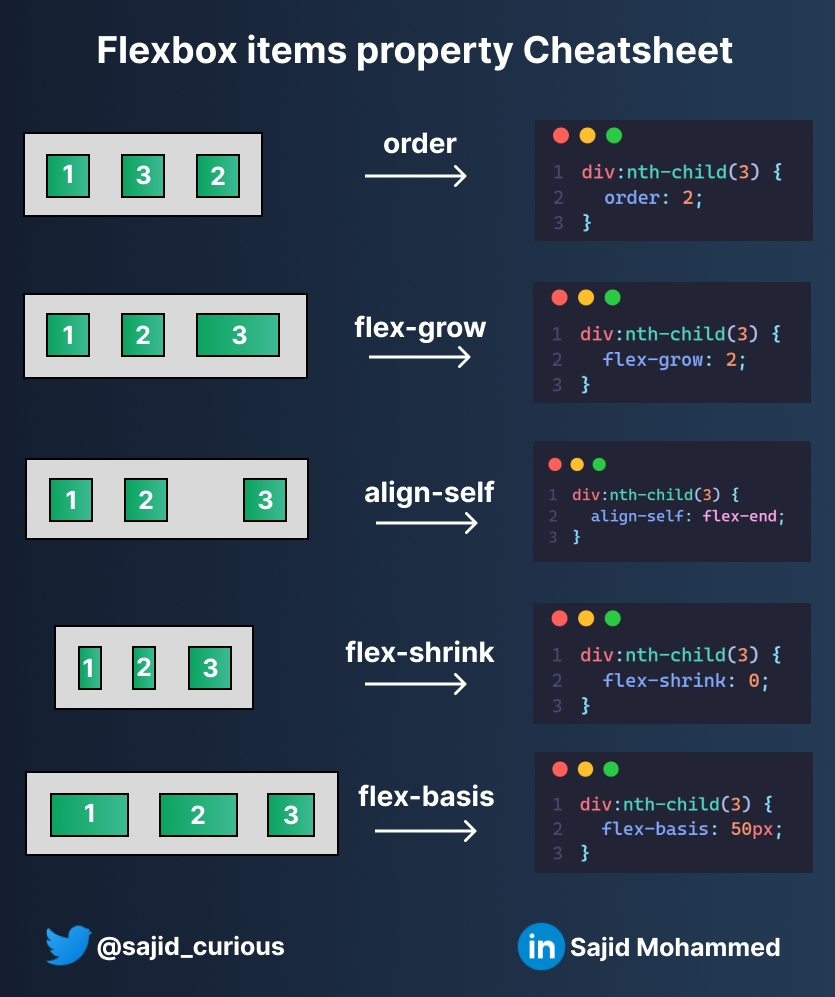 Flexbox items property Cheatsheet
1 3 2
order
1 div:nth-child(3) {
2 order: 2;
3 }
1 2 3
flex-grow
1 div:nth-child(3) {
2 flex-grow: 2;
3 }
1 2 3
align-self
1 div:nth-child(3) {
2 align-self: flex-end;
3 }
1 2 3
flex-shrink
1 div:nth-child(3) {
2 flex-shrink: 0;
3 }
1 2 3
flex-basis
1 div:nth-child(3) {
2 flex-basis: 50px;
3 }
@sajid_curious
in Sajid Mohammed